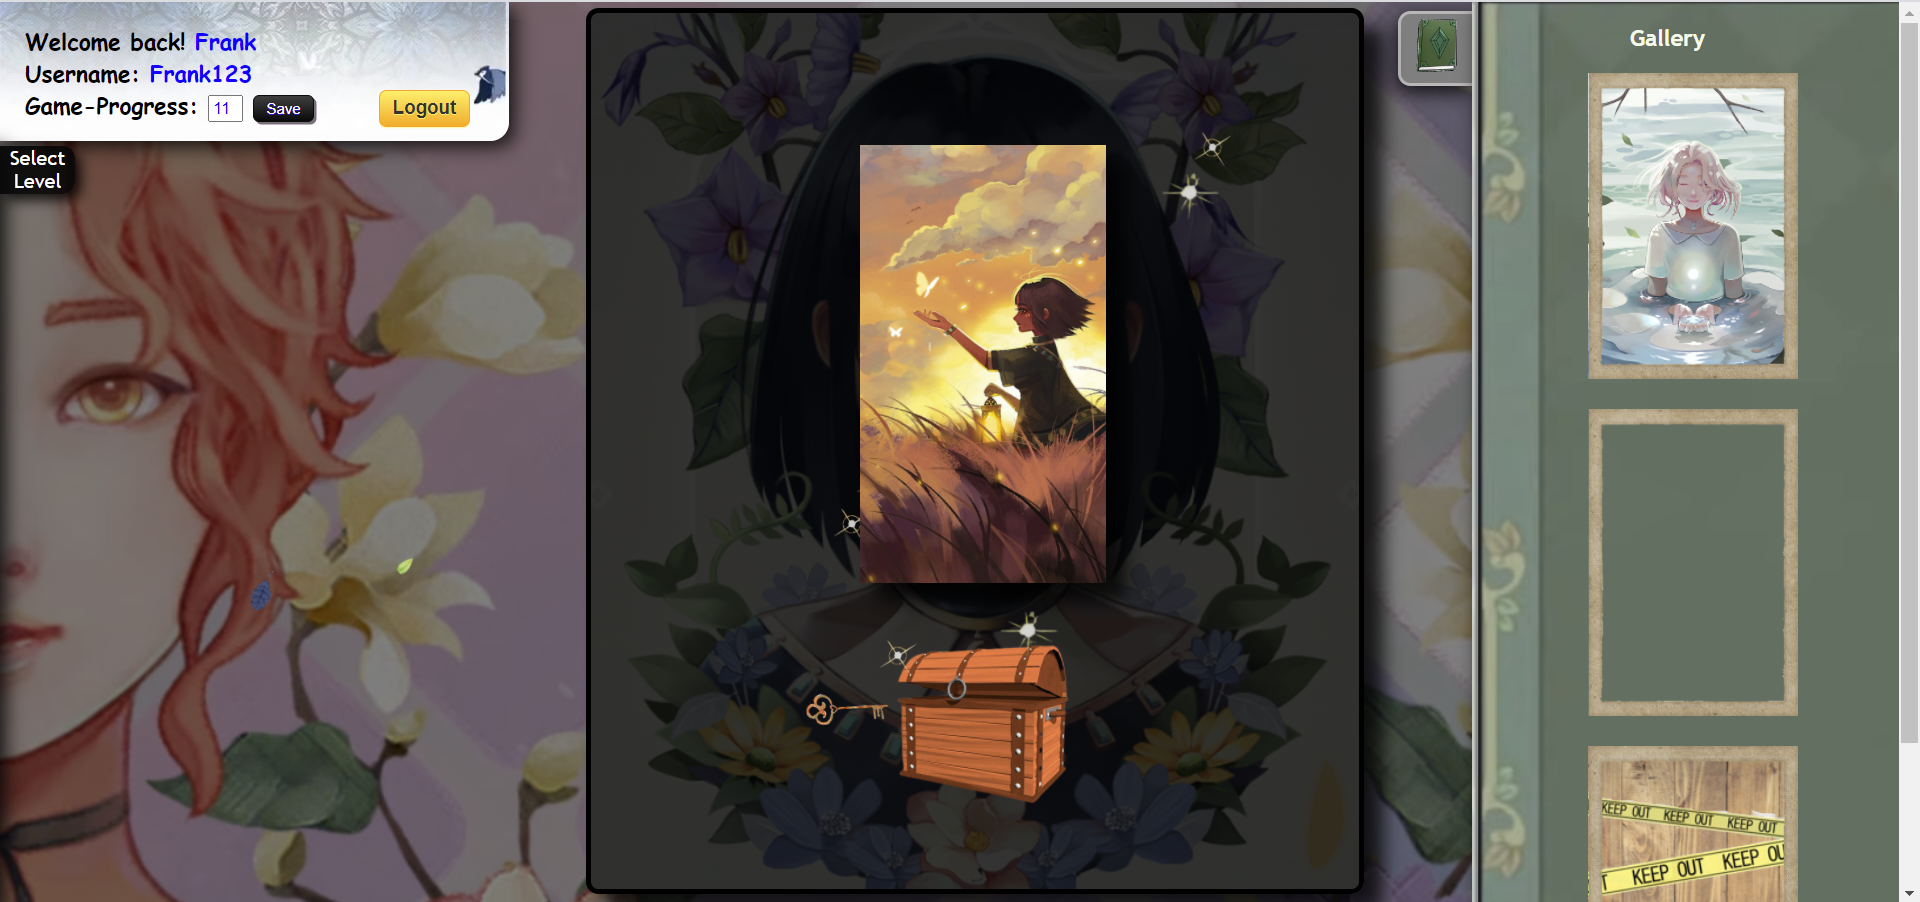 Welcome back! Frank
Username: Frank123
Game-Progress: 11 Save
Logout
Select
Level
Gallery
KEEP OUT KEEP OUT KEEP OUT
KEEP OUT KEEP OU